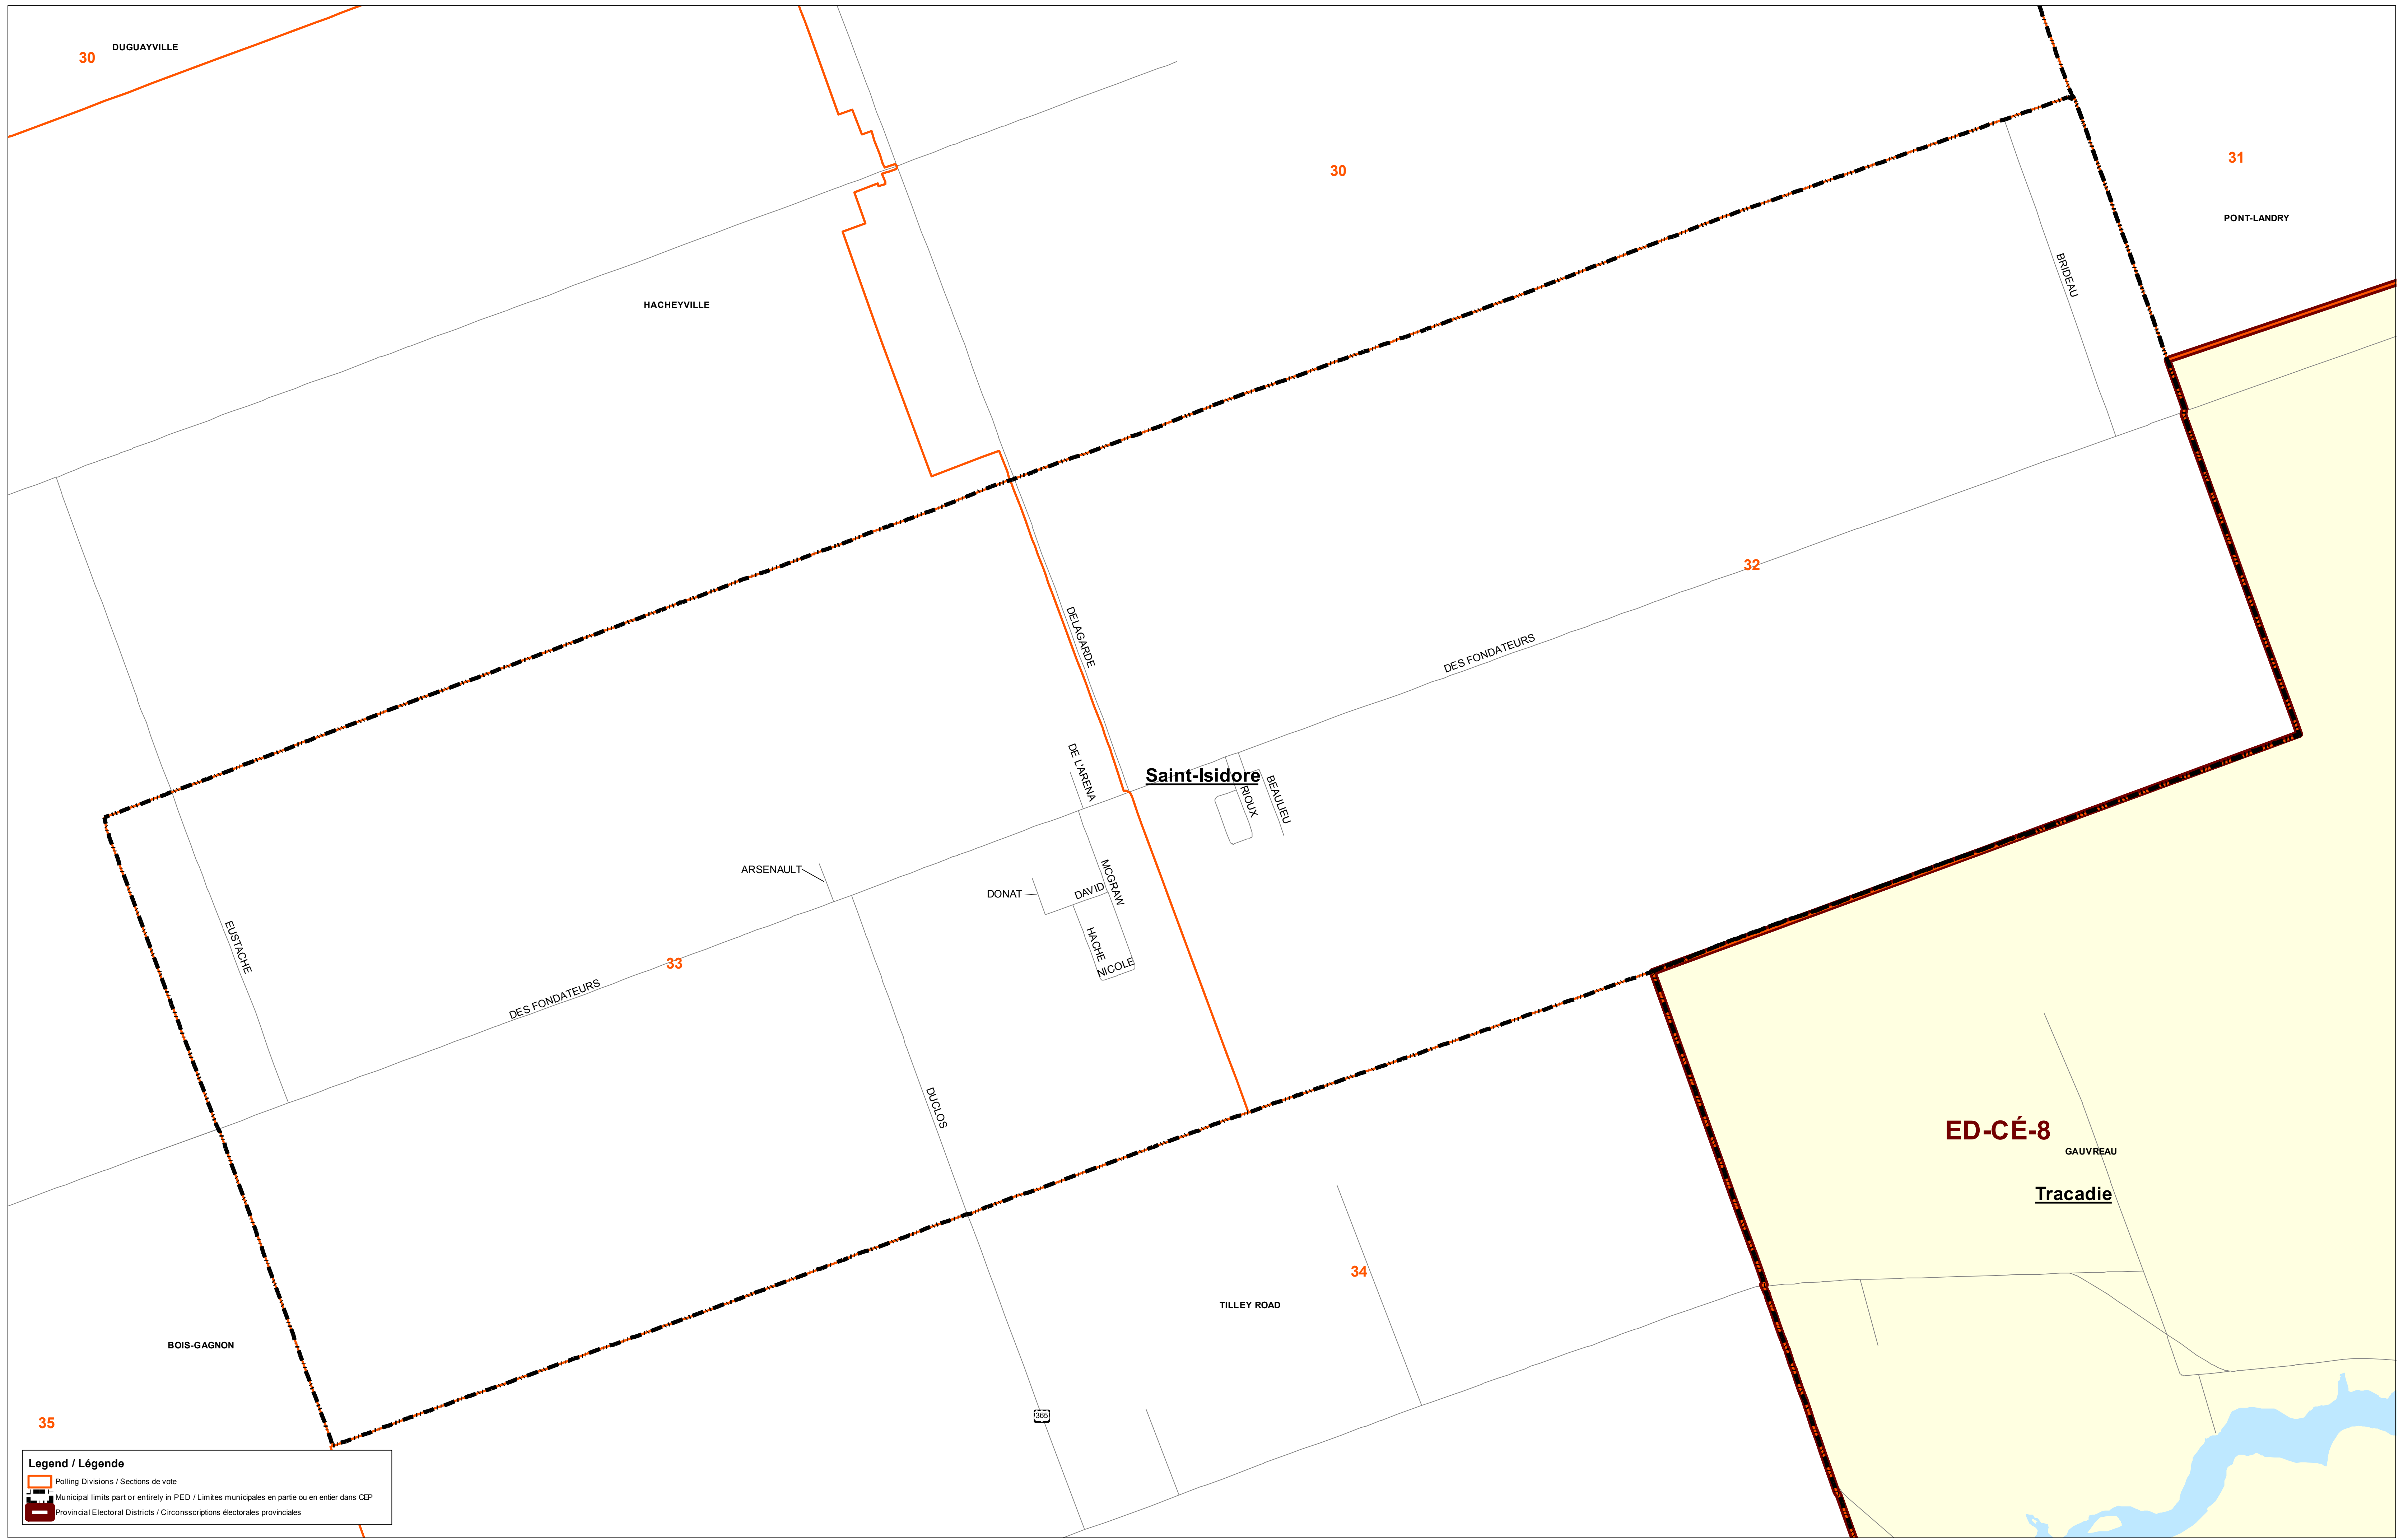 DUGUAYVILLE
30
30
31
PONT-LANDRY
BRIDEAU
HACHEYVILLE
32
DELAGARDE
DES FONDATEURS
DE L'ARENA
Saint-Isidore
RIOUX
BEAULIEU
ARSENAULT
MCGRAW
DONAT
DAVID
EUSTACHE
HACHE
NICOLE
33
DES FONDATEURS
DUCLOS
ED-CÉ-8
GAUVREAU
Tracadie
34
TILLEY ROAD
BOIS-GAGNON
365
35
Legend / Légende
Polling Divisions / Sections de vote
Municipal limits part or entirely in PED / Limites municipales en partie ou en entier dans CEP
Provincial Electoral Districts / Circonsscriptions électorales provinciales